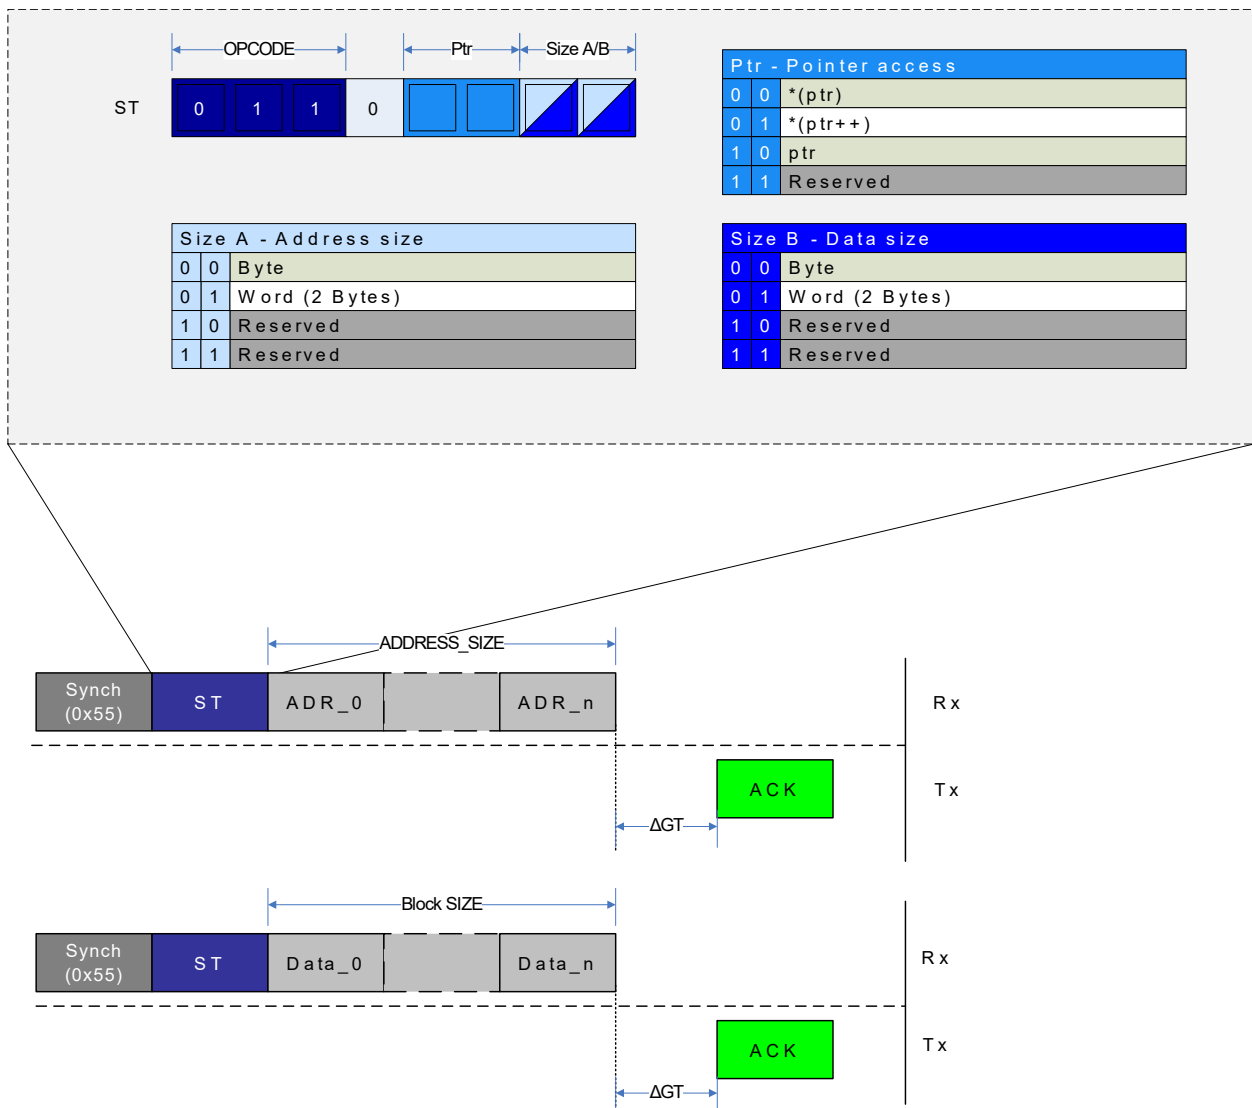 OPCODE Ptr Size A/B
ST 0 1 1 0
Ptr - Pointer access
0 0 *(ptr)
0 1 *(ptr++)
1 0 ptr
1 1 Reserved
Size A - Address size
0 0 Byte
0 1 Word (2 Bytes)
1 0 Reserved
1 1 Reserved
Size B - Data size
0 0 Byte
0 1 Word (2 Bytes)
1 0 Reserved
1 1 Reserved
ADDRESS_SIZE
Synch
(0x55)
ST ADR_0 ADR_n Rx
ACK Tx
ΔGT
Block SIZE
Synch
(0x55)
ST Data_0 Data_n Rx
ACK Tx
ΔGT